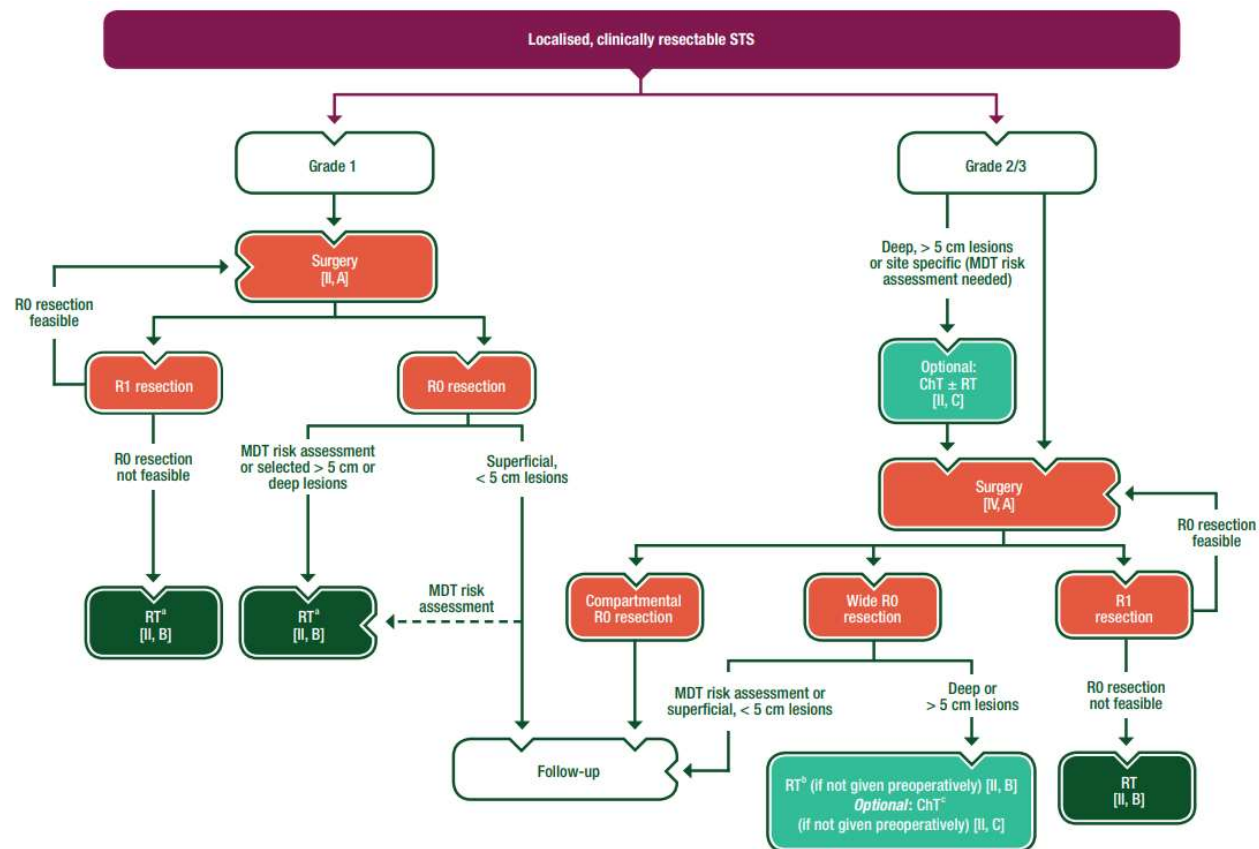 Localised, clinically resectable STS
Grade 1
Grade 2/3
Surgery
[II, A]
Deep, > 5 cm lesions
or site specific (MDT risk
assessment needed)
R0 resection
feasible
R1 resection
R0 resection
Optional:
ChT ± RT
[II, C]
R0 resection
not feasible
MDT risk assessment
or selected > 5 cm or
deep lesions
Superficial,
< 5 cm lesions
Surgery
[IV, A]
R0 resection
feasible
RTᵃ
[II, B]
RTᵃ
[II, B]
MDT risk
assessment
Compartmental
R0 resection
Wide R0
resection
R1
resection
MDT risk assessment or
superficial, < 5 cm lesions
Deep or
> 5 cm lesions
R0 resection
not feasible
Follow-up
RTᵇ (if not given preoperatively) [II, B]
Optional: ChTᶜ
(if not given preoperatively) [II, C]
RT
[II, B]